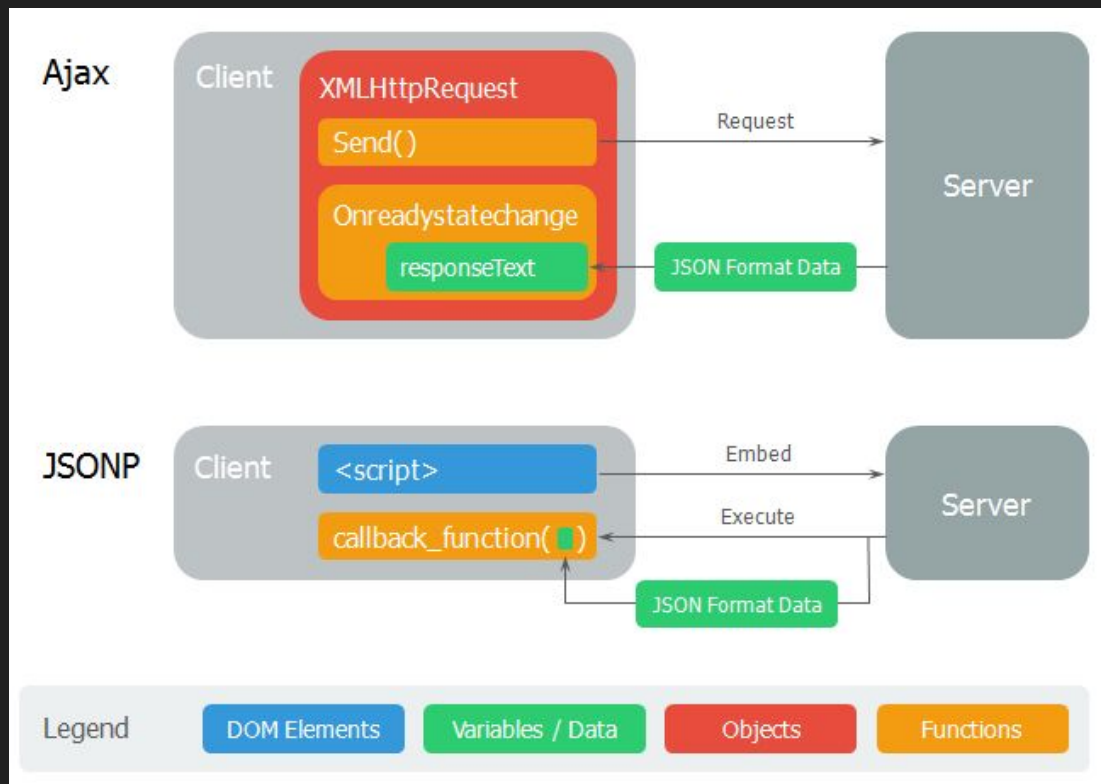 Ajax
Client
XMLHttpRequest
Send()
Request
Server
Onreadystatechange
responseText
JSON Format Data
JSONP
Client
<script>
Embed
Server
callback_function( )
Execute
JSON Format Data
Legend
DOM Elements
Variables / Data
Objects
Functions